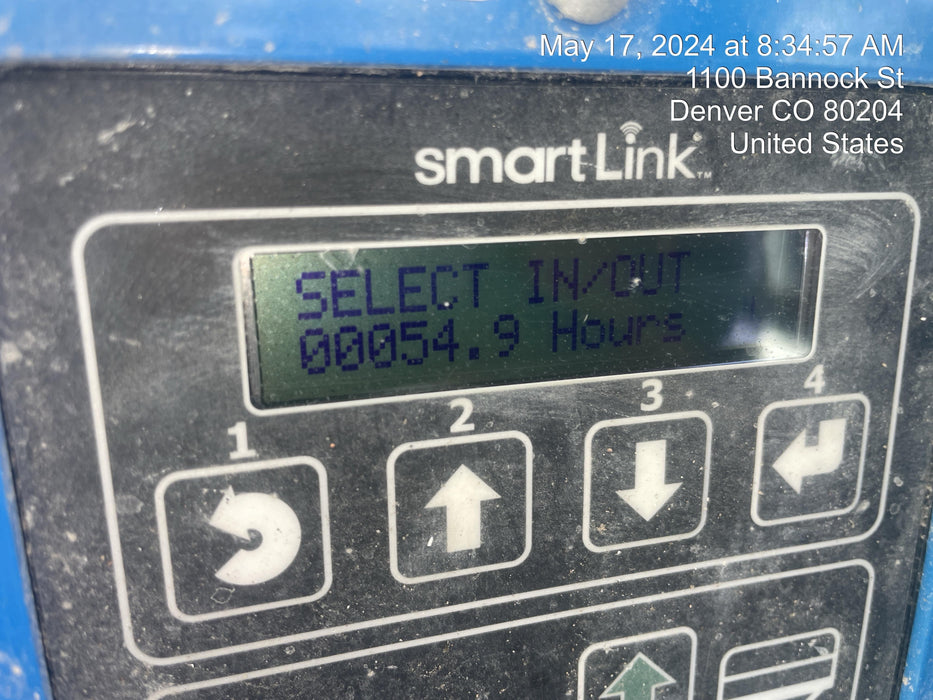 May 17, 2024 at 8:34:57 AM
1100 Bannock St
Denver CO 80204
United States
smartLink™
SELECT IN/OUT
00054.9 Hours
1 2 3 4